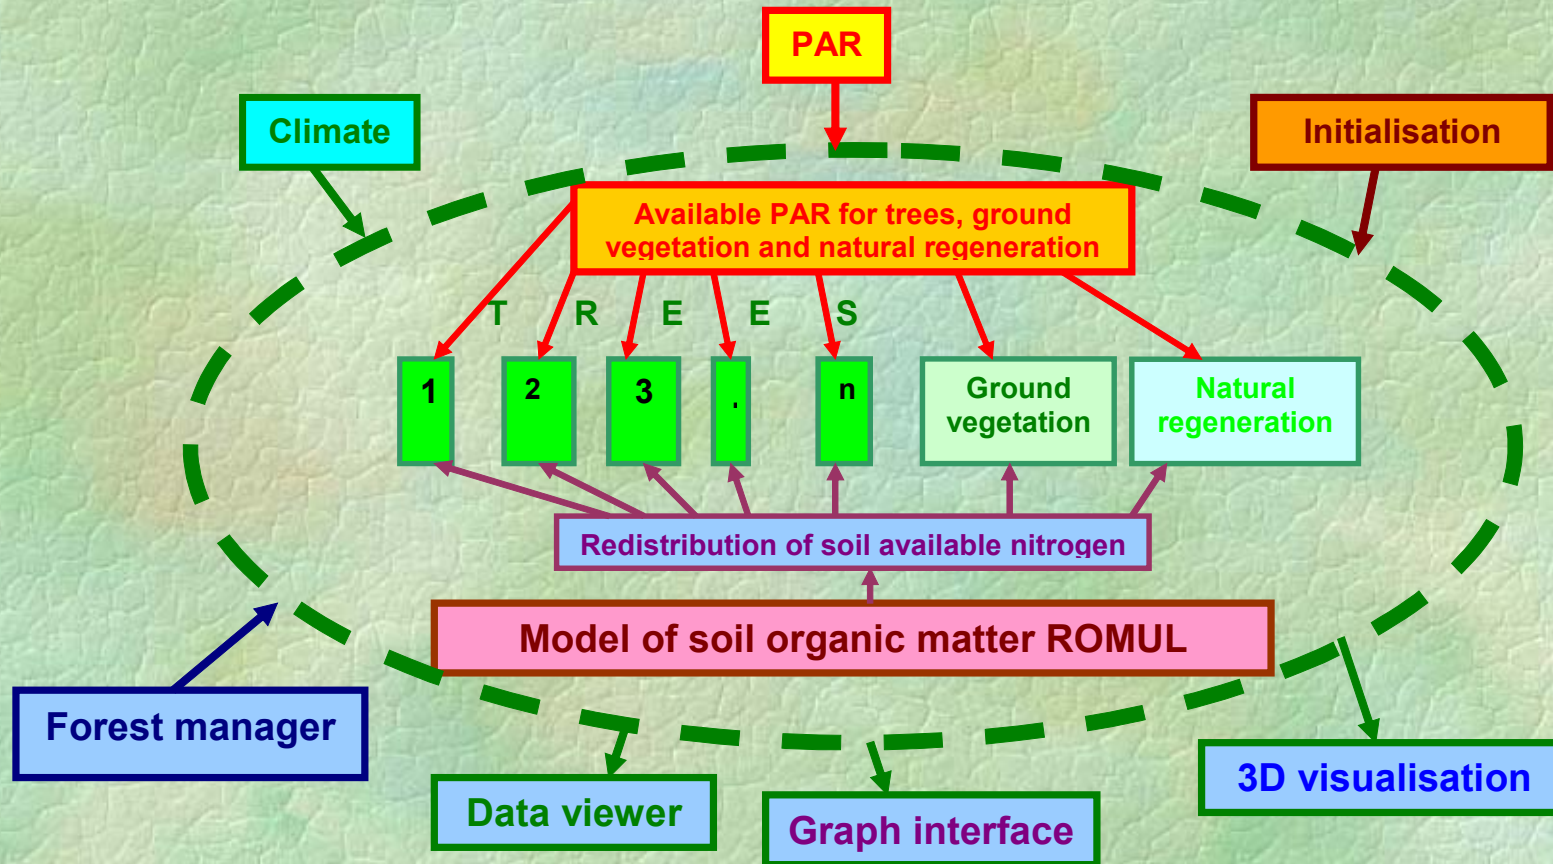 PAR
Climate
Initialisation
Available PAR for trees, ground
vegetation and natural regeneration
T R E E S
1 2 3 . n
Ground
vegetation
Natural
regeneration
Redistribution of soil available nitrogen
Model of soil organic matter ROMUL
Forest manager
Data viewer
Graph interface
3D visualisation